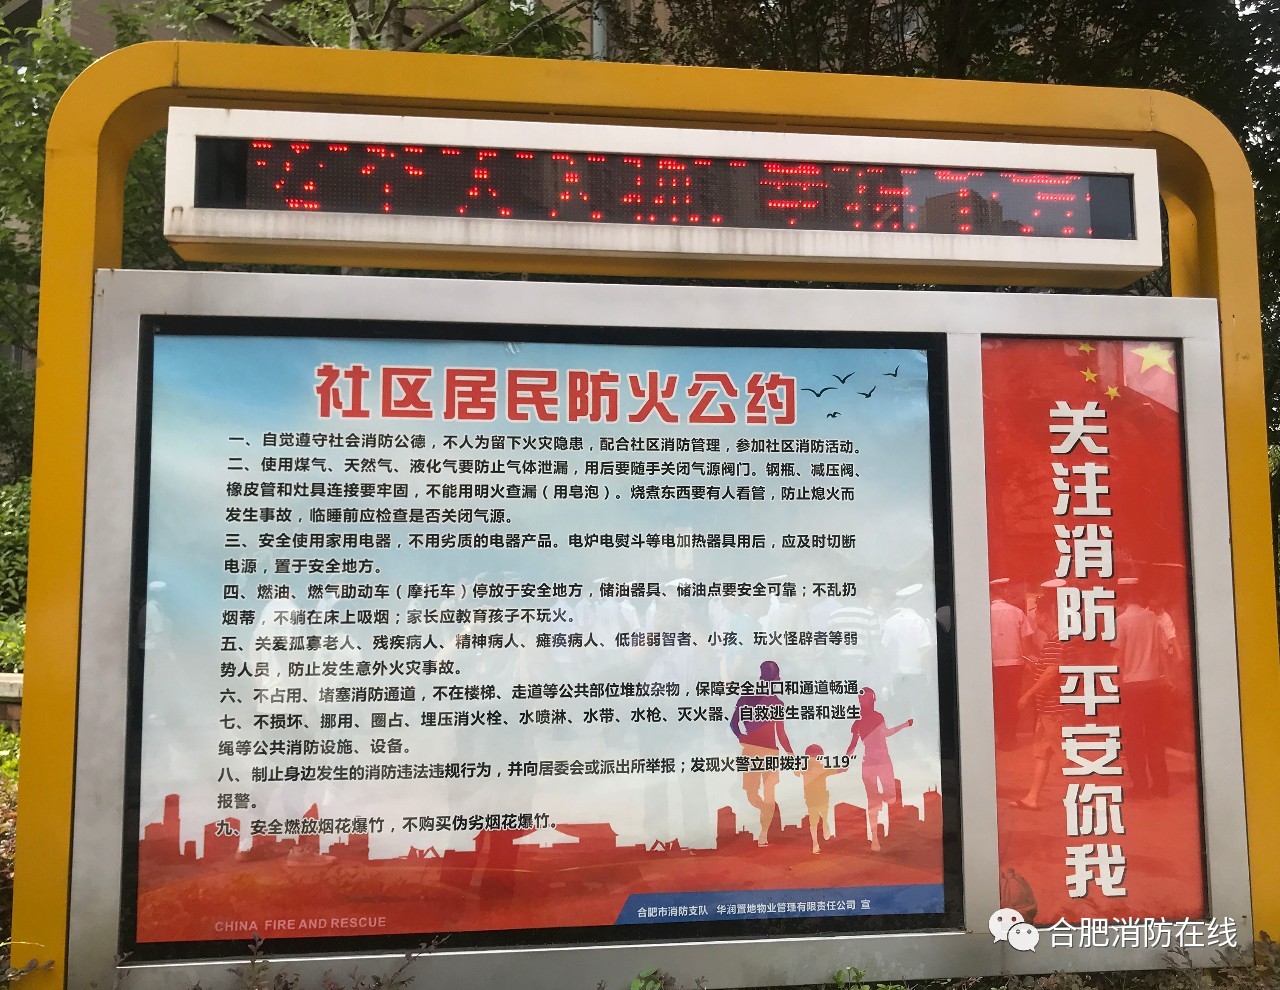 社区居民防火公约
一、自觉遵守社会消防公德，不人为留下火灾隐患，配合社区消防管理，参加社区消防活动。
二、使用煤气、天然气、液化气要防止气体泄漏，用后要随手关闭气源阀门。钢瓶、减压阀、
橡皮管和灶具连接要牢固，不能用明火查漏（用皂泡）。烧煮东西要有人看管，防止熄火而
发生事故，临睡前应检查是否关闭气源。
三、安全使用家用电器，不用劣质的电器产品。电炉电熨斗等电加热器具用后，应及时切断
电源，置于安全地方。
四、燃油、燃气助动车（摩托车）停放于安全地方，储油器具、储油点要安全可靠；不乱扔
烟蒂，不躺在床上吸烟；家长应教育孩子不玩火。
五、关爱孤寡老人、残疾病人、精神病人、瘫痪病人、低能弱智者、小孩、玩火怪辟者等弱
势人员，防止发生意外火灾事故。
六、不占用、堵塞消防通道，不在楼梯、走道等公共部位堆放杂物，保障安全出口和通道畅通。
七、不损坏、挪用、圈占、埋压消火栓、水喷淋、水带、水枪、灭火器、自救逃生器和逃生
绳等公共消防设施、设备。
八、制止身边发生的消防违法违规行为，并向居委会或派出所举报；发现火警立即拨打“119”
报警。
九、安全燃放烟花爆竹，不购买伪劣烟花爆竹。
CHINA FIRE AND RESCUE
合肥市消防支队 华润置地物业管理有限责任公司 宣
关注消防 平安你我
合肥消防在线